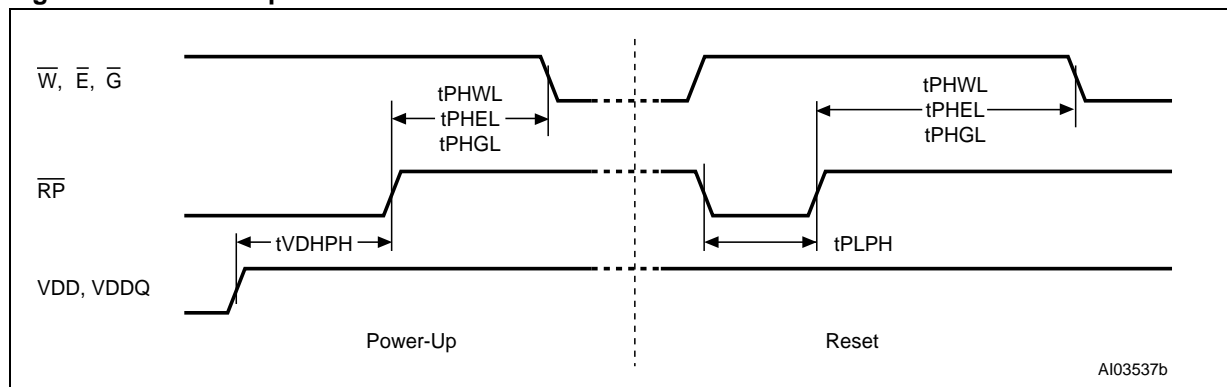 W, E, G
tPHWL
tPHEL
tPHGL
tPHWL
tPHEL
tPHGL
RP
tVDHPH
tPLPH
VDD, VDDQ
Power-Up
Reset
AI03537b